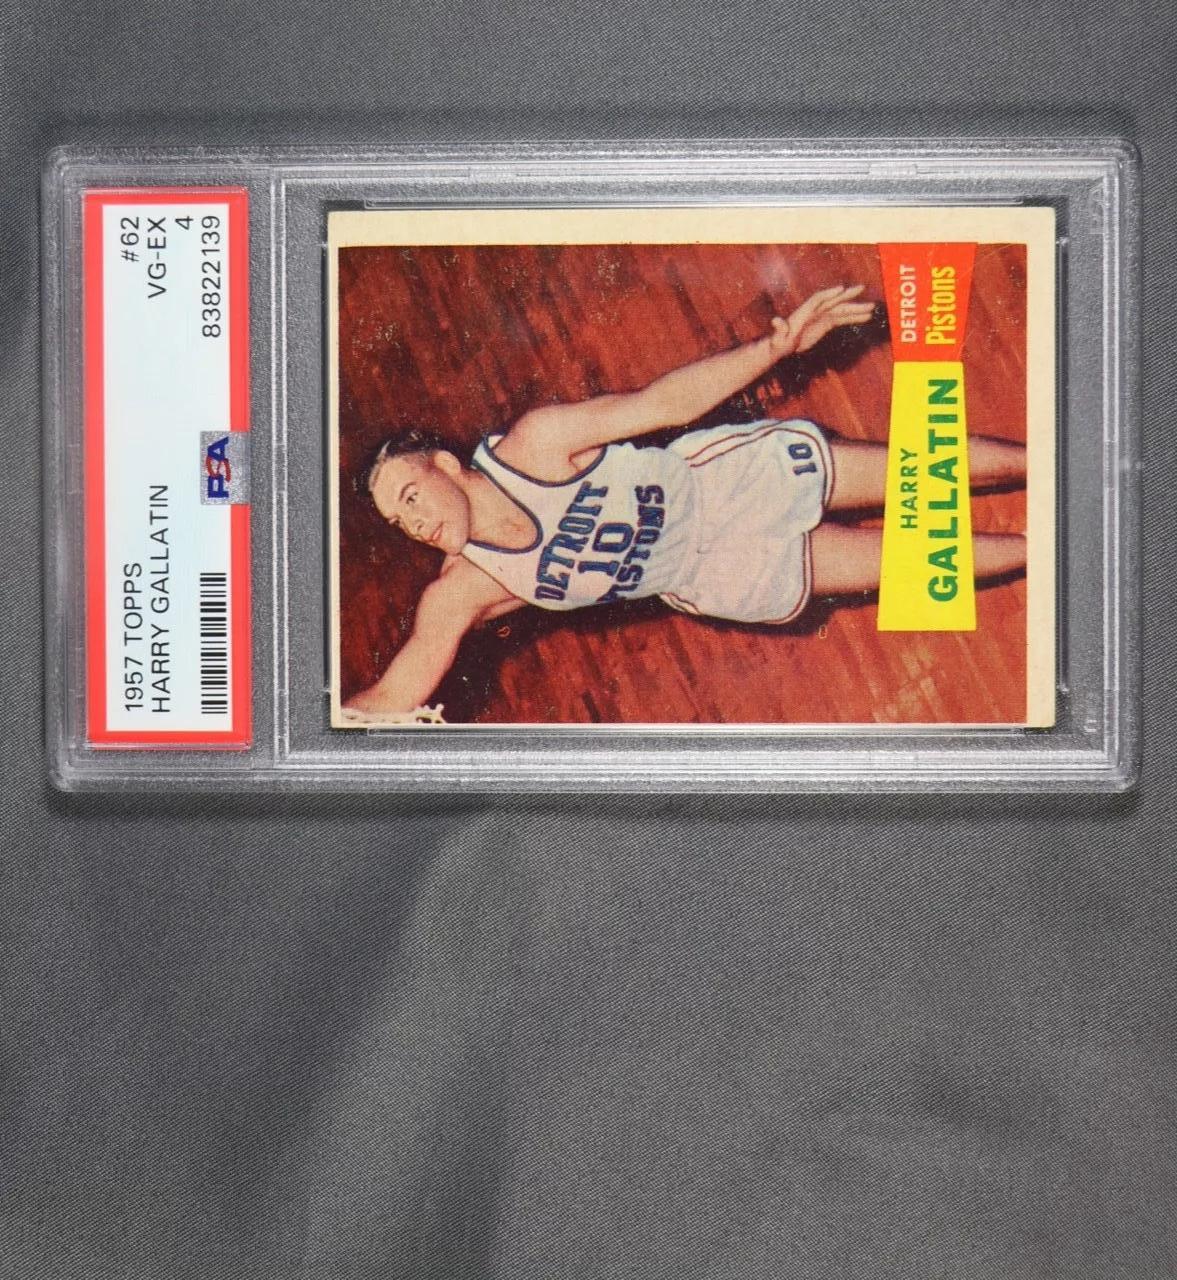 1957 TOPPS #62
HARRY GALLATIN VG-EX
PSA 4
83822139
DETROIT
10
PISTONS
10
HARRY DETROIT
GALLATIN Pistons